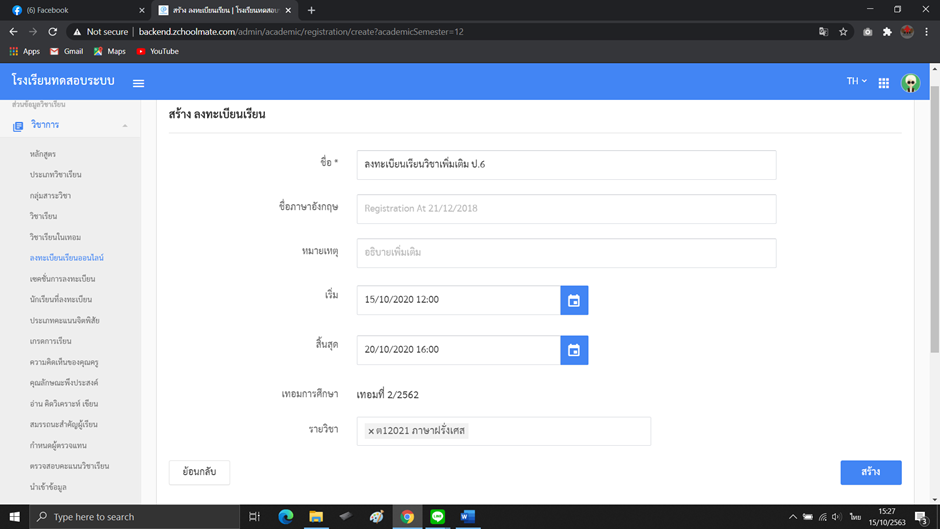 (6) Facebook
สร้าง ลงทะเบียนเรียน | โรงเรียนทดสอบ
Not secure | backend.zchoolmate.com/admin/academic/registration/create?academicSemester=12
Apps Gmail Maps YouTube
โรงเรียนทดสอบระบบ
TH
ส่วนข้อมูลวิชาเรียน
วิชาการ
หลักสูตร
ประเภทวิชาเรียน
กลุ่มสาระวิชา
วิชาเรียน
วิชาเรียนในเทอม
ลงทะเบียนเรียนออนไลน์
เซคชั่นการลงทะเบียน
นักเรียนที่ลงทะเบียน
ประเภทคะแนนจิตพิสัย
เกรดการเรียน
ความคิดเห็นของคุณครู
คุณลักษณะพึงประสงค์
อ่าน คิดวิเคราะห์ เขียน
สมรรถนะสำคัญผู้เรียน
กำหนดผู้ตรวจแทน
ตรวจสอบคะแนนวิชาเรียน
นำเข้าข้อมูล
สร้าง ลงทะเบียนเรียน
ชื่อ * ลงทะเบียนเรียนวิชาเพิ่มเติม ป.6
ชื่อภาษาอังกฤษ Registration At 21/12/2018
หมายเหตุ อธิบายเพิ่มเติม
เริ่ม 15/10/2020 12:00
สิ้นสุด 20/10/2020 16:00
เทอมการศึกษา เทอมที่ 2/2562
รายวิชา ×ต12021 ภาษาฝรั่งเศส
ย้อนกลับ สร้าง
Type here to search
ไทย
15:27
15/10/2563
3